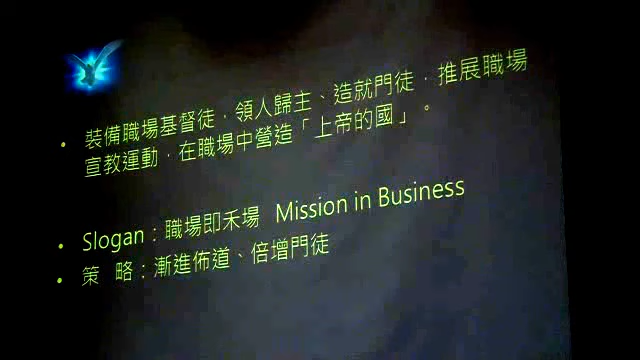 • 裝備職場基督徒，領人歸主、造就門徒，推展職場
宣教運動，在職場中營造「上帝的國」。
• Slogan：職場即禾場 Mission in Business
• 策 略：漸進佈道、倍增門徒